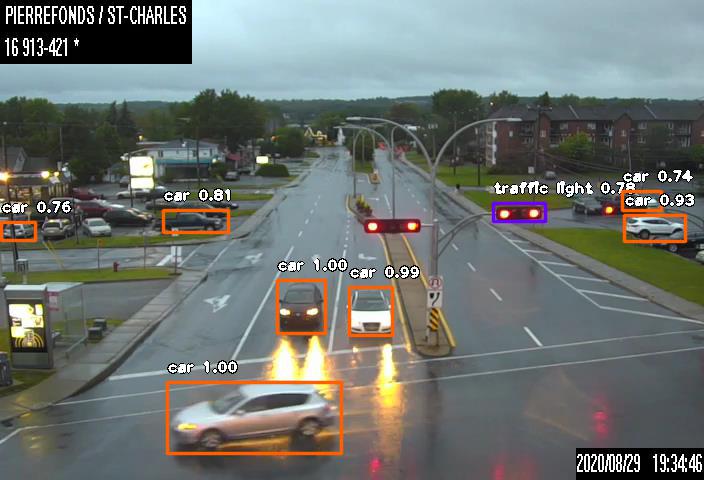 PIERREFONDS / ST-CHARLES
16 913-421 *
car 0.74
traffic light 0.78
car 0.81
car 0.93
car 0.76
car 1.00
car 0.99
car 1.00
2020/08/29 19:34:46